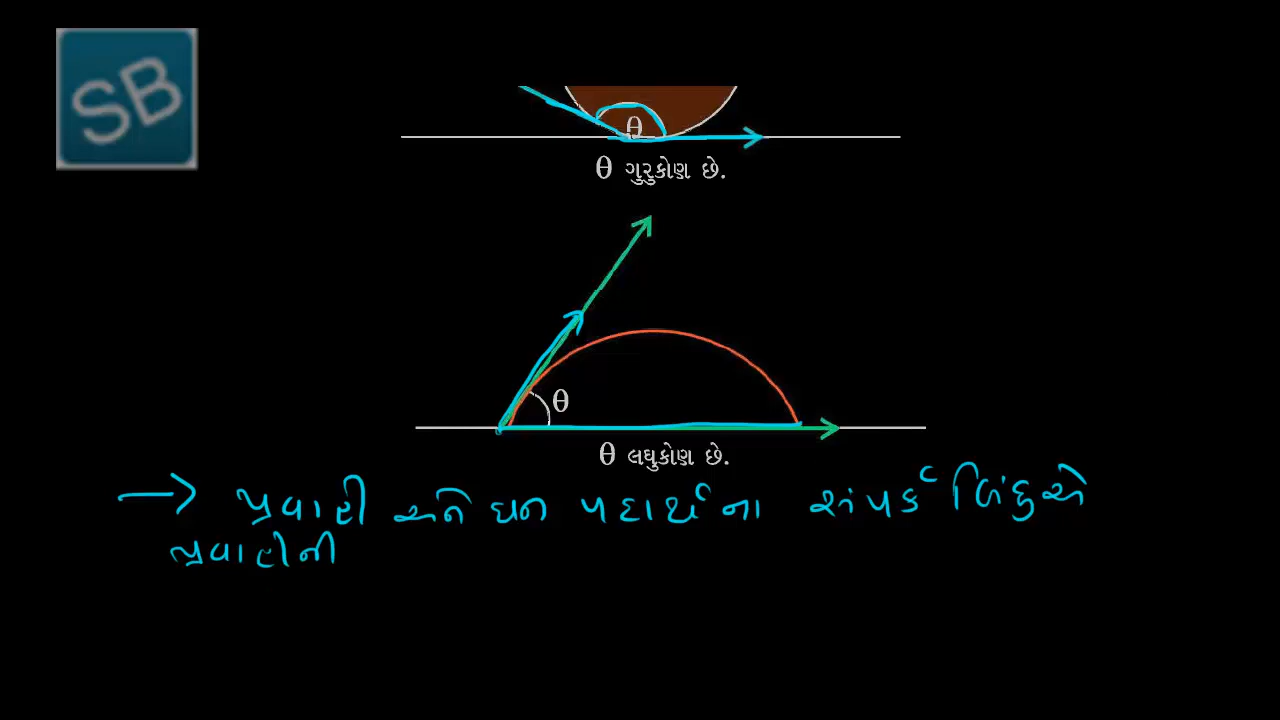 SB
θ
θ ગુરુકોણ છે.
θ
θ લઘુકોણ છે.
→ પ્રવાહી અને ઘન પદાર્થના સંપર્ક બિંદુએ
પ્રવાહીની